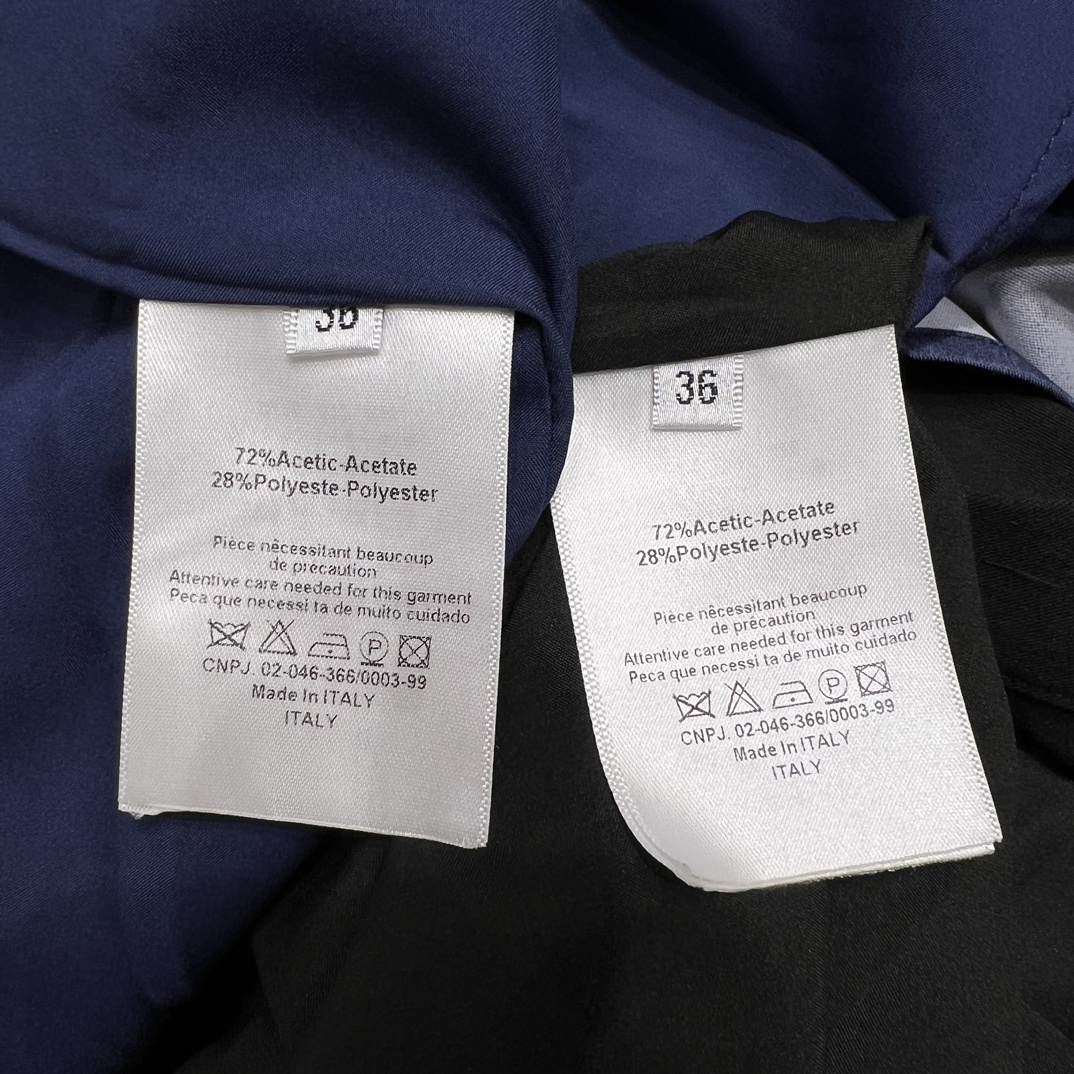 36
72%Acetic-Acetate
28%Polyeste-Polyester
Pièce nêcessitant beaucoup
de prêcaution
Attentive care needed for this garment
Peca que necessi ta de muito cuidado
P
CNPJ. 02-046-366/0003-99
Made In ITALY
ITALY
36
72%Acetic-Acetate
28%Polyeste-Polyester
Pièce nêcessitant beaucoup
de prêcaution
Attentive care needed for this garment
Peca que necessi ta de muito cuidado
P
CNPJ. 02-046-366/0003-99
Made In ITALY
ITALY